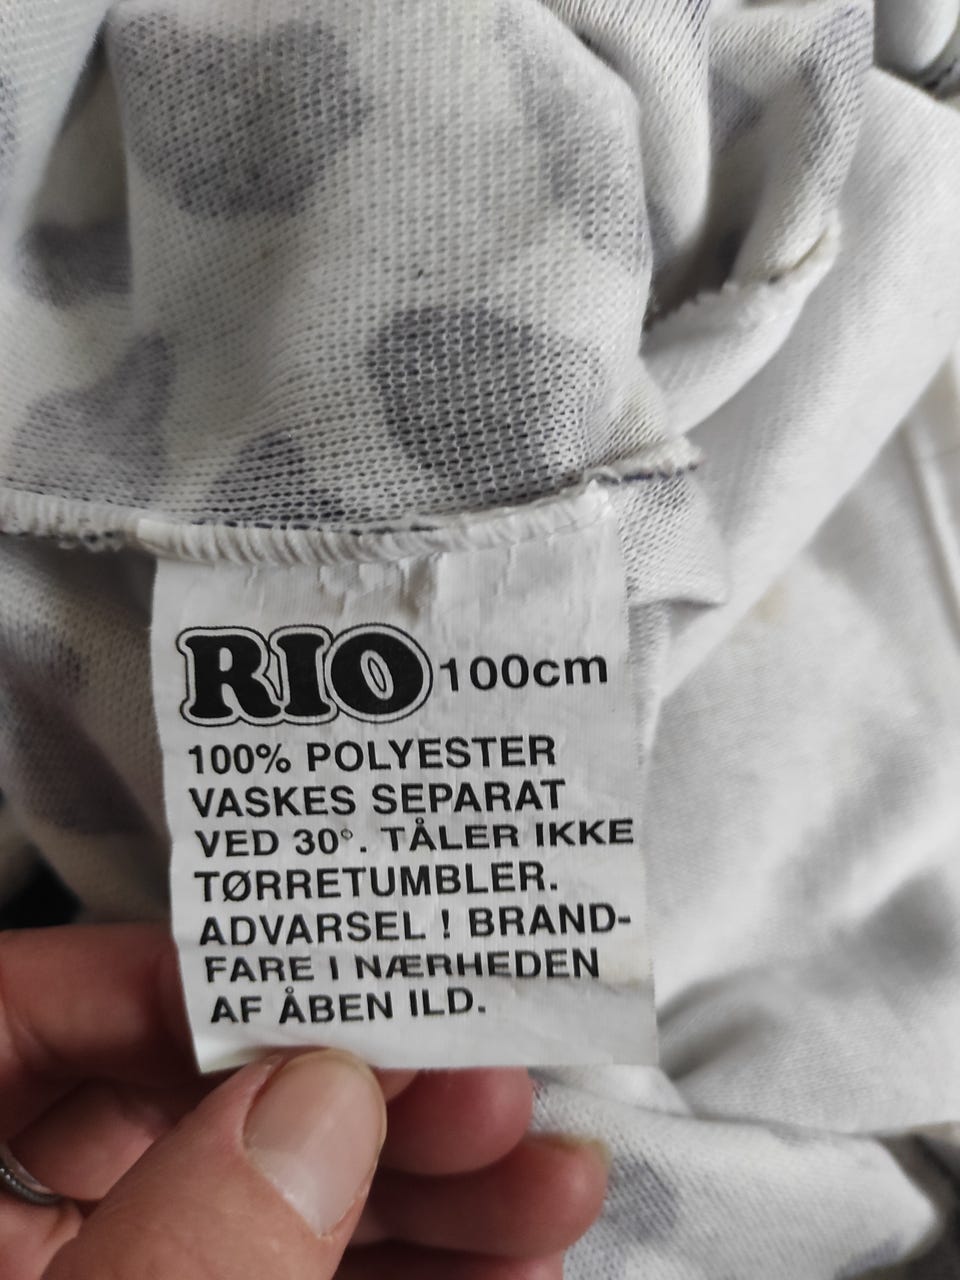 RIO 100cm
100% POLYESTER
VASKES SEPARAT
VED 30°. TÅLER IKKE
TØRRETUMBLER.
ADVARSEL ! BRAND-
FARE I NÆRHEDEN
AF ÅBEN ILD.